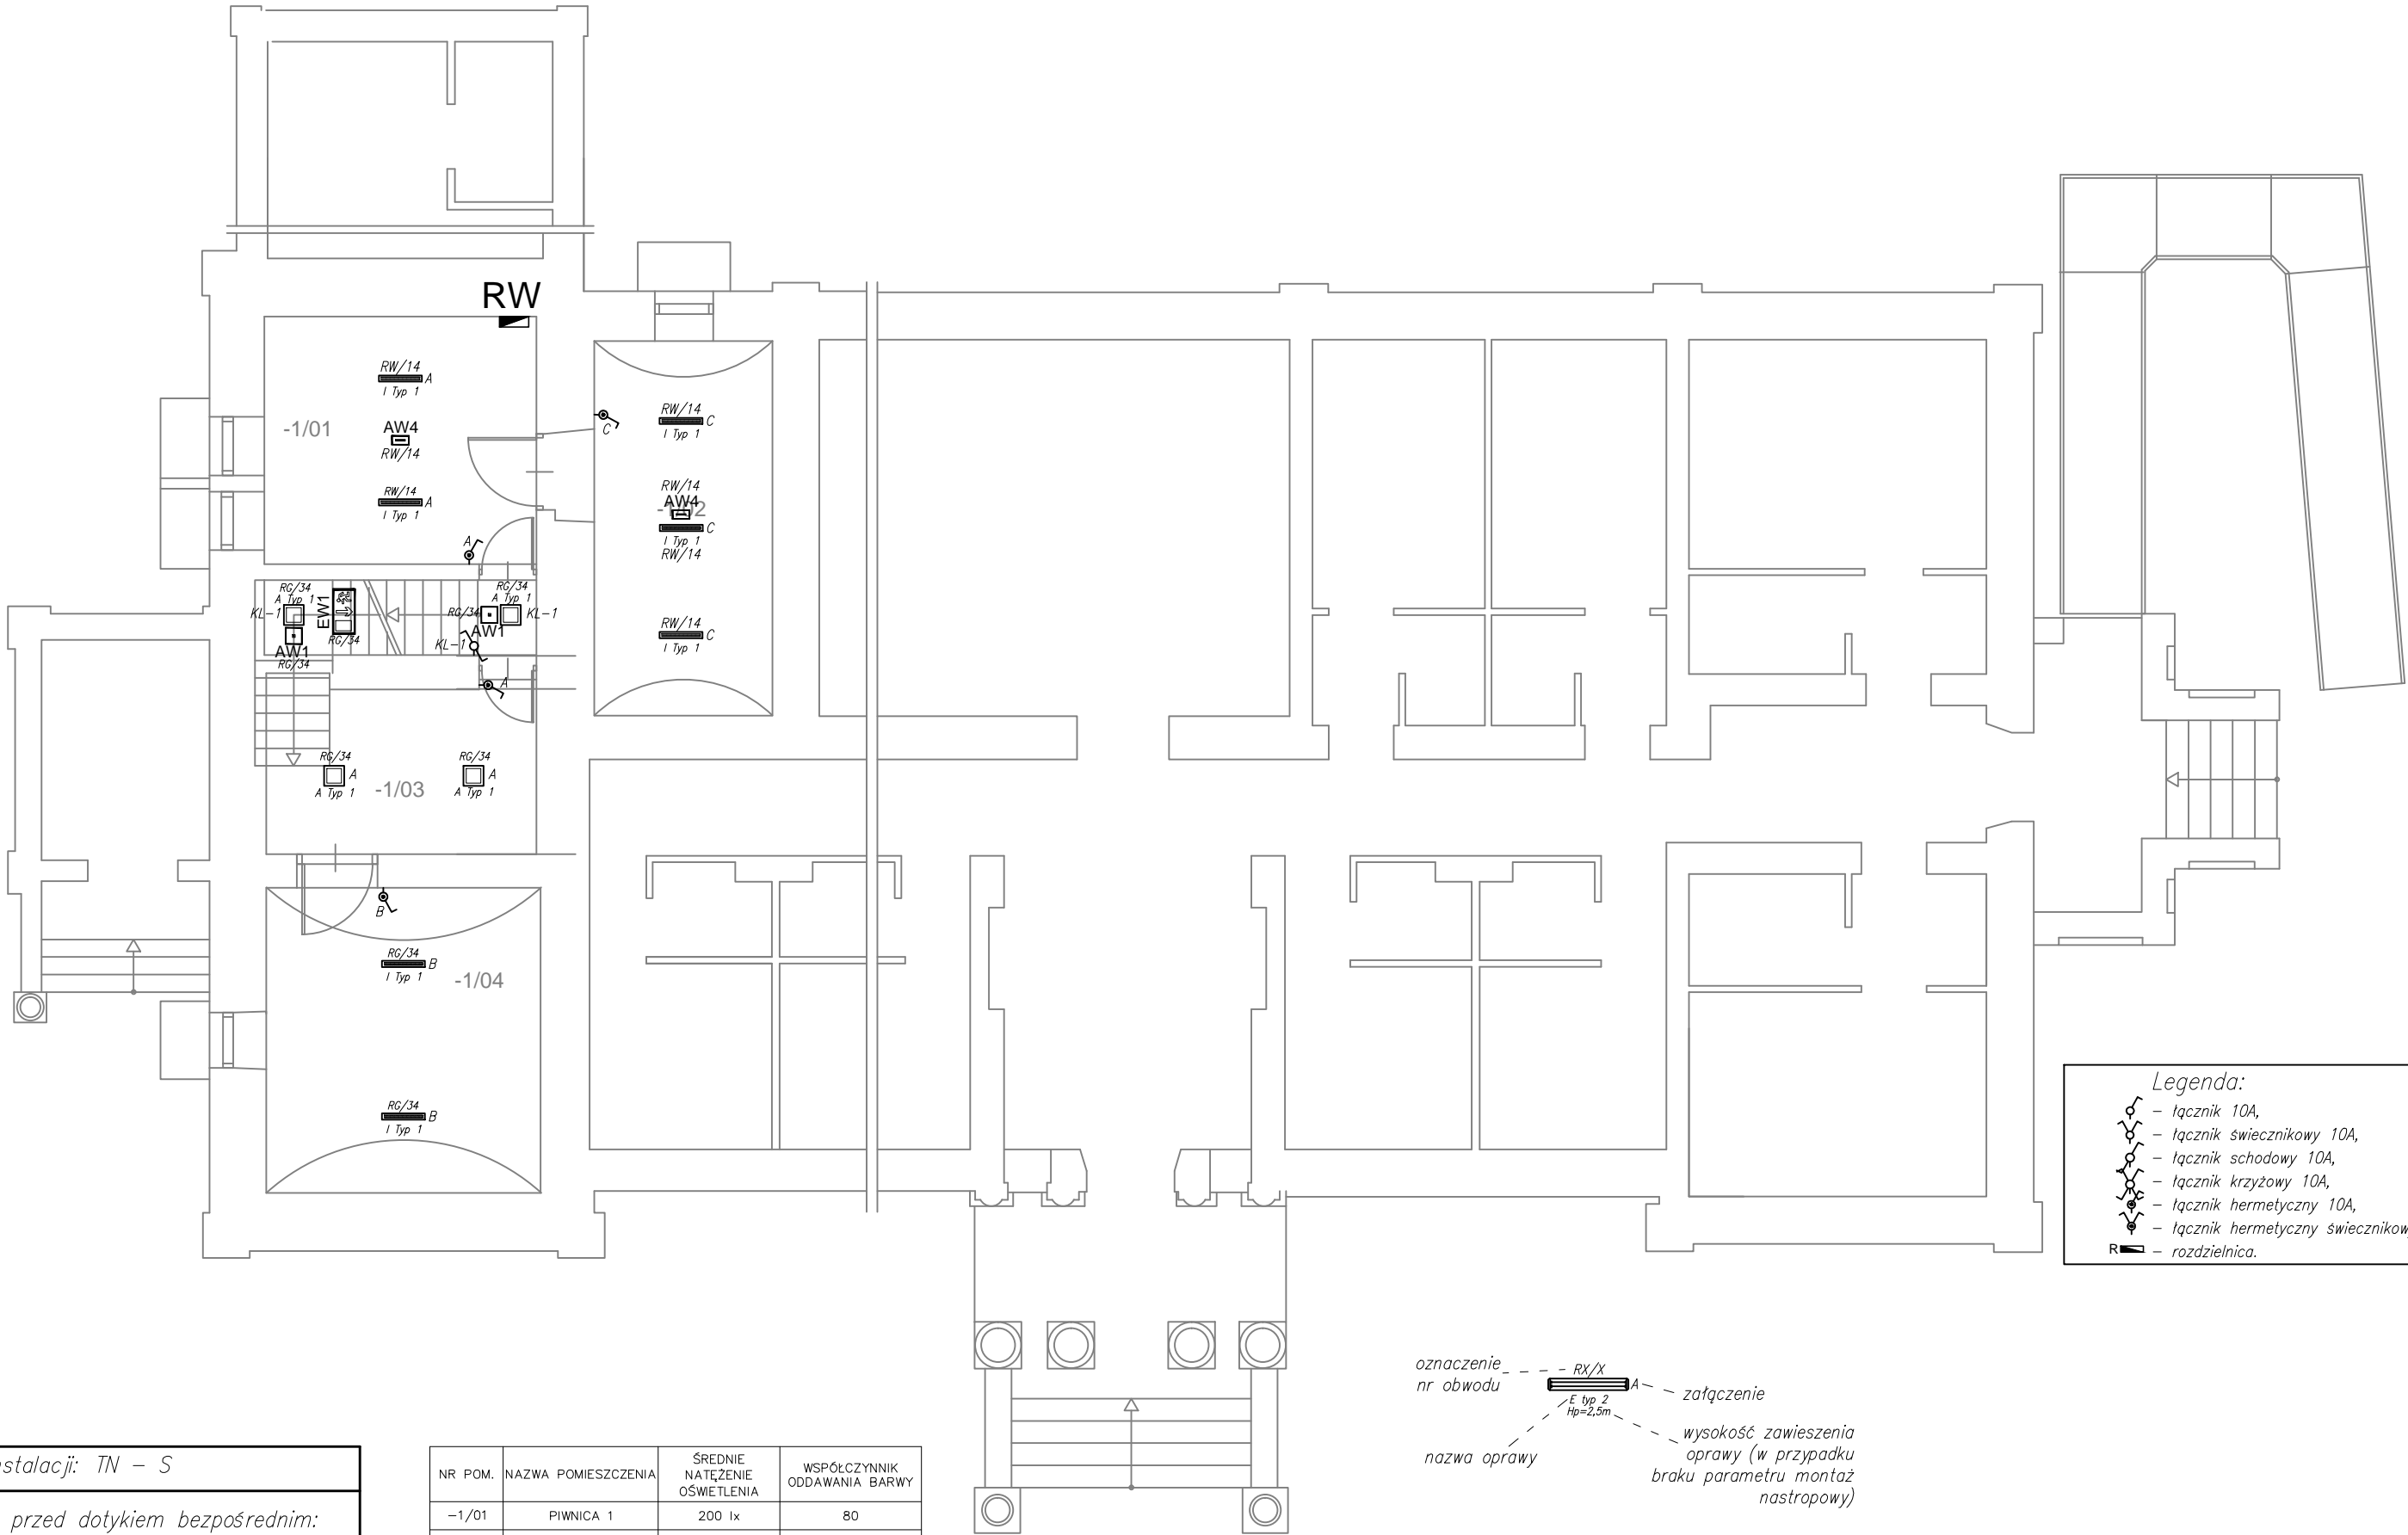 RW
RW/14
A
I Typ 1
-1/01
AW4
RW/14
RW/14
A
I Typ 1
A
C
RW/14
C
I Typ 1
RW/14
AW4
-1/02
C
I Typ 1
RW/14
RW/14
C
I Typ 1
RG/34
A Typ 1
KL-1
EW1
RG/34
AW1
RG/34
RG/34
A Typ 1
RG/34
KL-1
AW1
KL-1
A
RG/34
A
A Typ 1
RG/34
A
A Typ 1
-1/03
B
RG/34
B
I Typ 1
-1/04
RG/34
B
I Typ 1
Legenda:
- łącznik 10A,
- łącznik świecznikowy 10A,
- łącznik schodowy 10A,
- łącznik krzyżowy 10A,
- łącznik hermetyczny 10A,
- łącznik hermetyczny świecznikow
R - rozdzielnica.
oznaczenie
nr obwodu
RX/X
A
załączenie
E typ 2
Hp=2,5m
nazwa oprawy
wysokość zawieszenia
oprawy (w przypadku
braku parametru montaż
nastropowy)
nstalacji: TN - S
przed dotykiem bezpośrednim:
NR POM. NAZWA POMIESZCZENIA ŚREDNIE NATĘŻENIE OŚWIETLENIA WSPÓŁCZYNNIK ODDAWANIA BARWY
-1/01 PIWNICA 1 200 lx 80